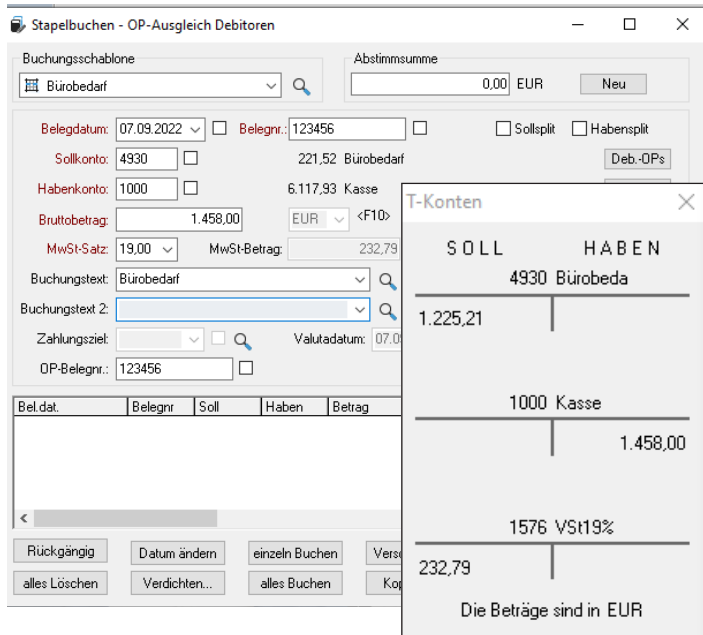 Stapelbuchen - OP-Ausgleich Debitoren
Buchungsschablone
Abstimmsumme
Bürobedarf
0,00 EUR Neu
Belegdatum: 07.09.2022 Belegnr.: 123456 Sollsplit Habensplit
Sollkonto: 4930 221,52 Bürobedarf Deb.-OPs
Habenkonto: 1000 6.117,93 Kasse
Bruttobetrag: 1.458,00 EUR <F10>
MwSt-Satz: 19,00 MwSt-Betrag: 232,79
Buchungstext: Bürobedarf
Buchungstext 2:
Zahlungsziel: Valutadatum: 07.0
OP-Belegnr.: 123456
Bel.dat. Belegnr Soll Haben Betrag
Rückgängig Datum ändern einzeln Buchen
alles Löschen Verdichten... alles Buchen
T-Konten
SOLL HABEN
4930 Bürobeda
1.225,21
1000 Kasse
1.458,00
1576 VSt19%
232,79
Die Beträge sind in EUR